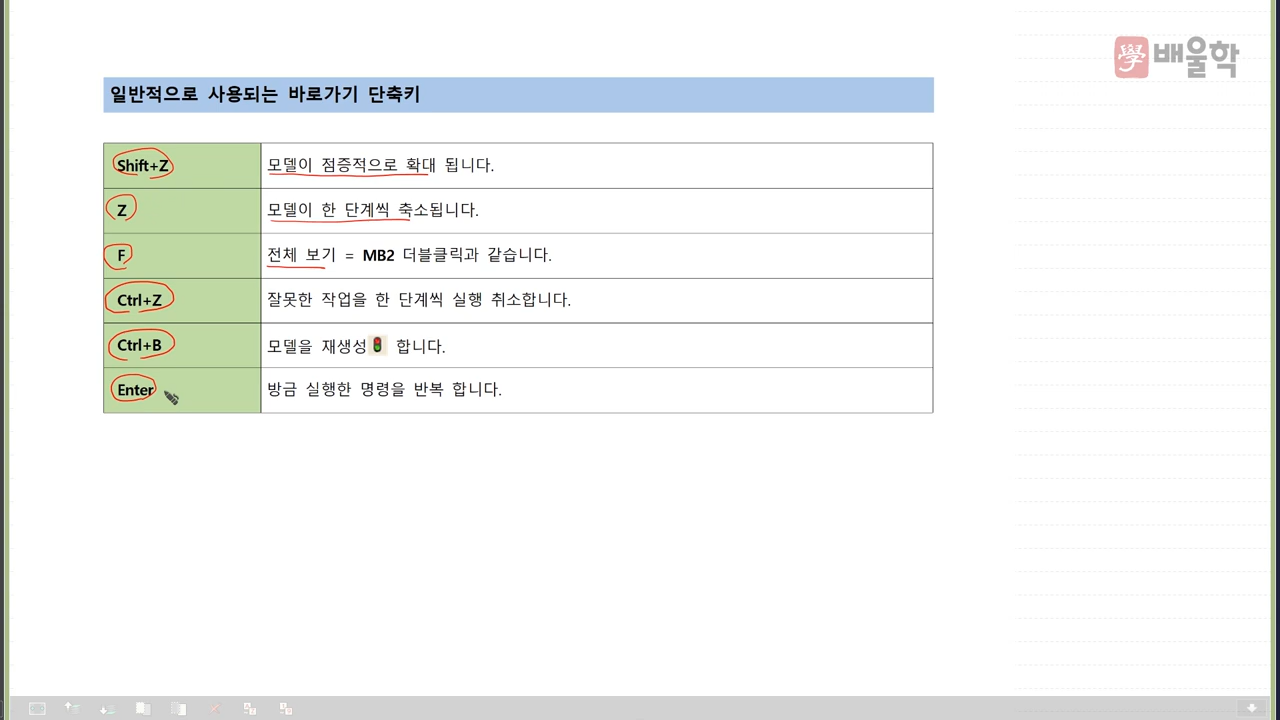 學 배울학
일반적으로 사용되는 바로가기 단축키
Shift+Z 모델이 점증적으로 확대 됩니다.
Z 모델이 한 단계씩 축소됩니다.
F 전체 보기 = MB2 더블클릭과 같습니다.
Ctrl+Z 잘못한 작업을 한 단계씩 실행 취소합니다.
Ctrl+B 모델을 재생성 합니다.
Enter 방금 실행한 명령을 반복 합니다.